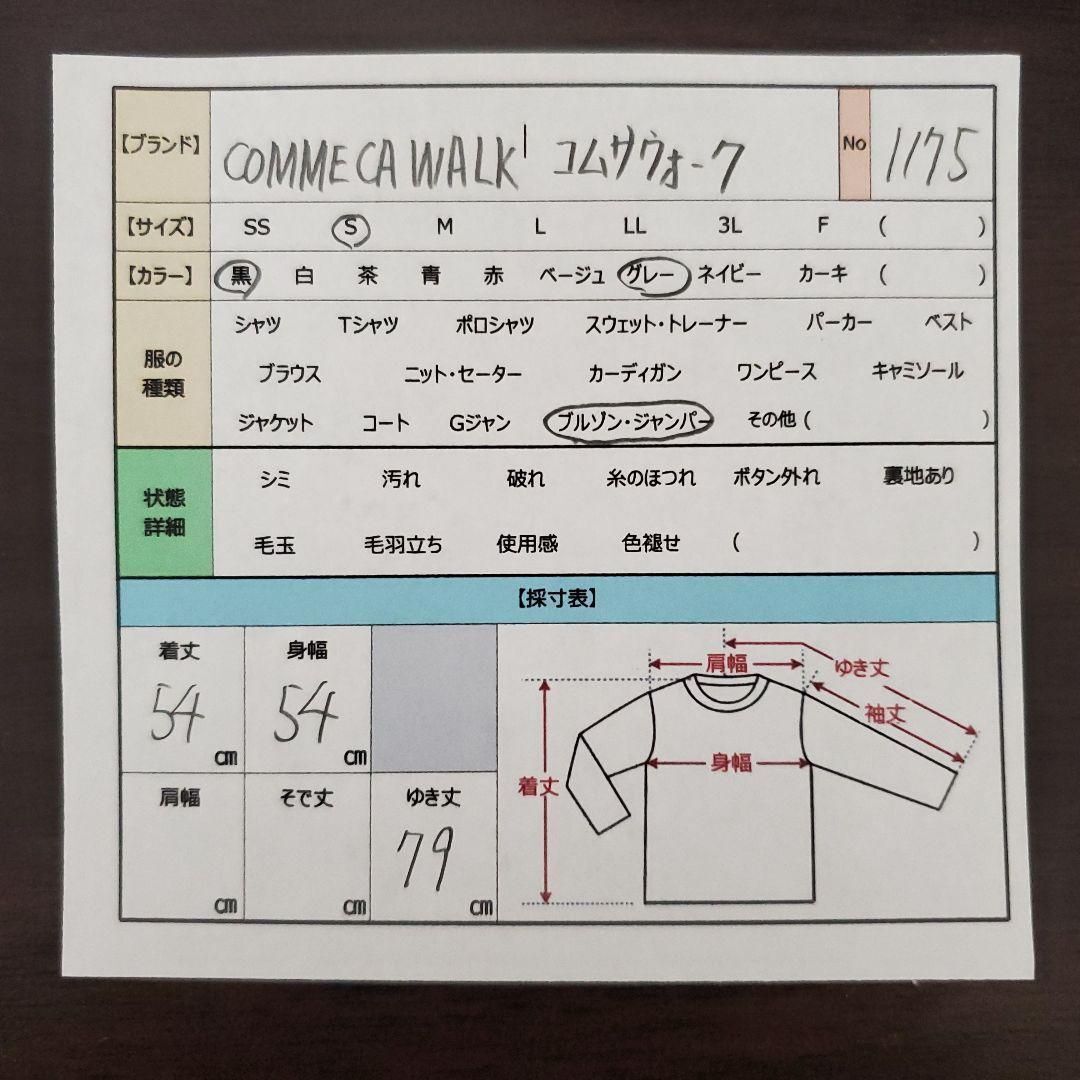 【ブランド】 COMMECA WALK コムサウォーク No 1175
【サイズ】 SS S M L LL 3L F ( )
【カラー】 黒 白 茶 青 赤 ベージュ グレー ネイビー カーキ ( )
服の種類
シャツ Tシャツ ポロシャツ スウェット・トレーナー パーカー ベスト
ブラウス ニット・セーター カーディガン ワンピース キャミソール
ジャケット コート Gジャン ブルゾン・ジャンパー その他 ( )
状態詳細
シミ 汚れ 破れ 糸のほつれ ボタン外れ 裏地あり
毛玉 毛羽立ち 使用感 色褪せ ( )
【採寸表】
着丈 身幅
54 cm 54 cm
肩幅 そで丈 ゆき丈
cm cm 79 cm
肩幅 ゆき丈
袖丈
身幅
着丈